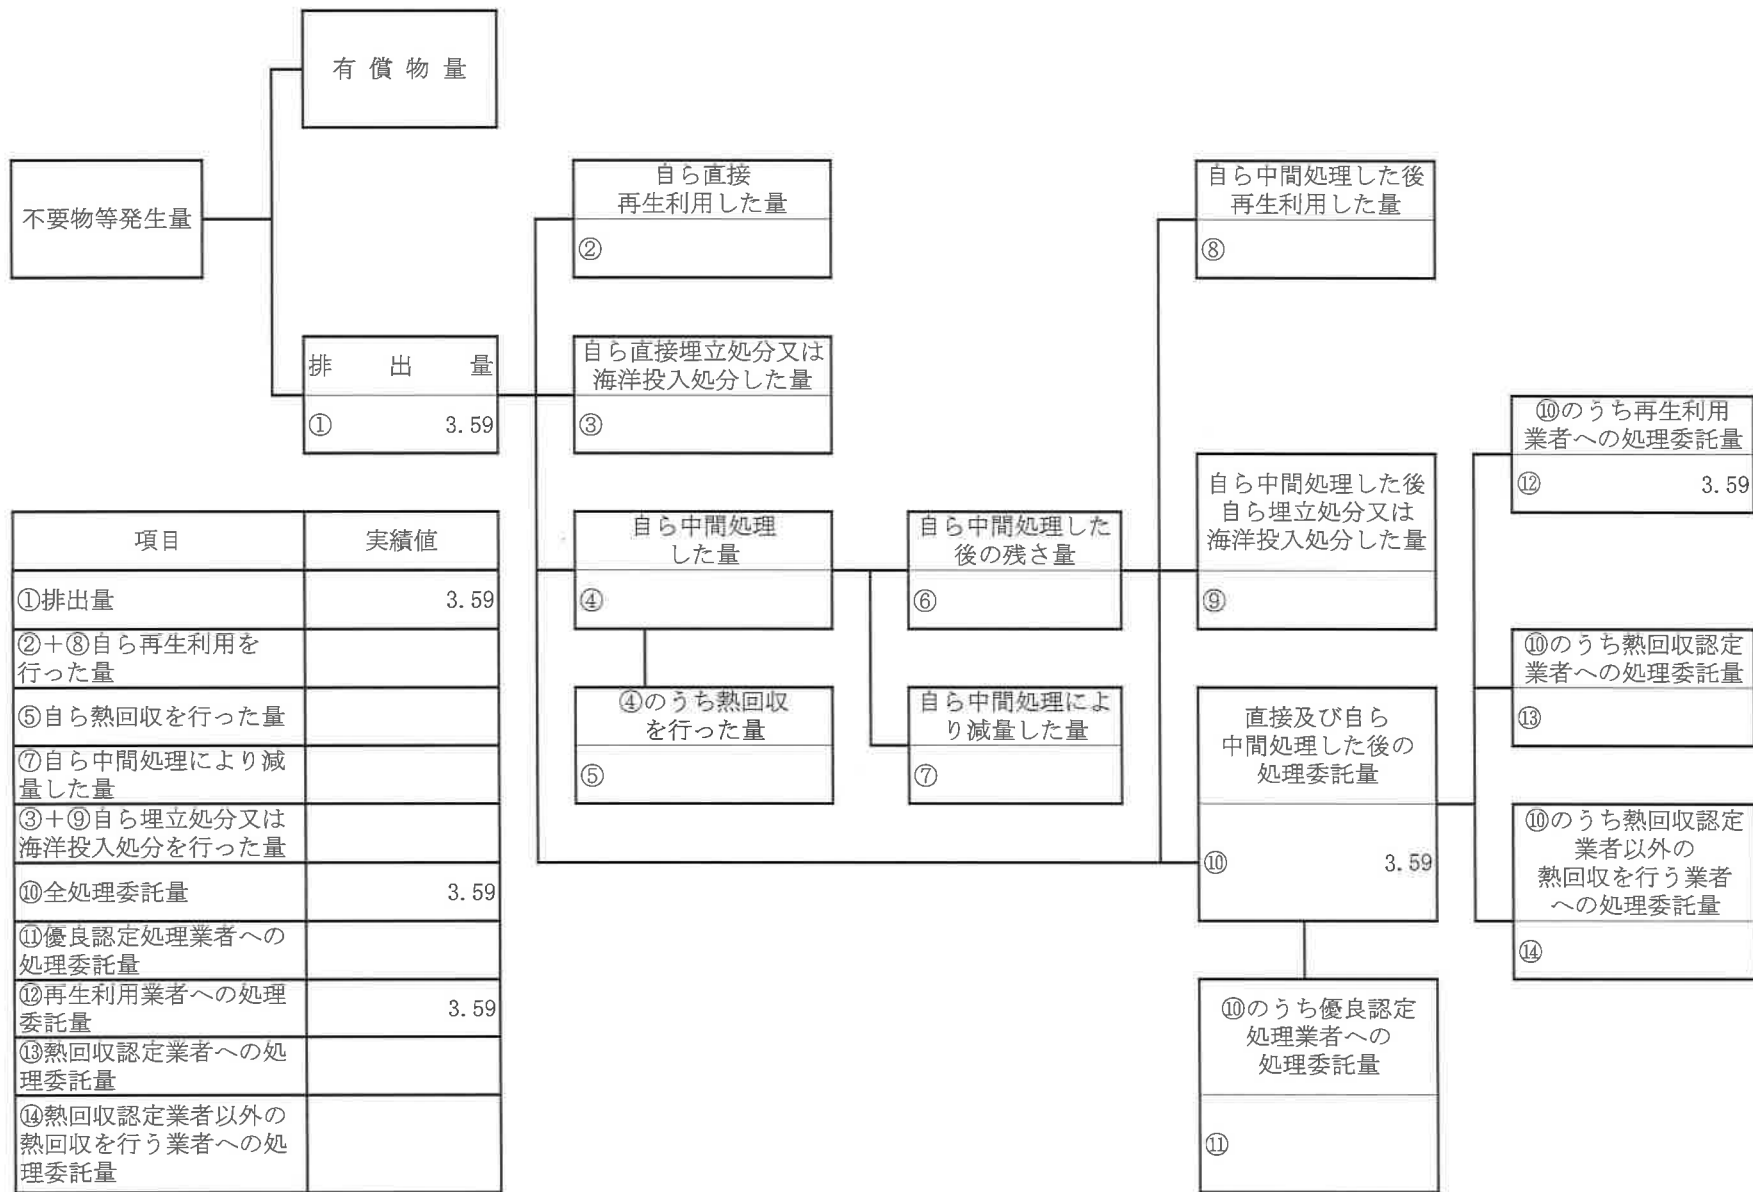 有償物量
不要物等発生量
排出量
① 3.59
自ら直接
再生利用した量
②
自ら直接埋立処分又は
海洋投入処分した量
③
自ら中間処理
した量
④
④のうち熱回収
を行った量
⑤
自ら中間処理した
後の残さ量
⑥
自ら中間処理によ
り減量した量
⑦
自ら中間処理した後
再生利用した量
⑧
自ら中間処理した後
自ら埋立処分又は
海洋投入処分した量
⑨
直接及び自ら
中間処理した後の
処理委託量
⑩ 3.59
⑩のうち優良認定
処理業者への
処理委託量
⑪
⑩のうち再生利用
業者への処理委託量
⑫ 3.59
⑩のうち熱回収認定
業者への処理委託量
⑬
⑩のうち熱回収認定
業者以外の
熱回収を行う業者
への処理委託量
⑭
項目 実績値
①排出量 3.59
②+⑧自ら再生利用を
行った量
⑤自ら熱回収を行った量
⑦自ら中間処理により減
量した量
③+⑨自ら埋立処分又は
海洋投入処分を行った量
⑩全処理委託量 3.59
⑪優良認定処理業者への
処理委託量
⑫再生利用業者への処理
委託量 3.59
⑬熱回収認定業者への処
理委託量
⑭熱回収認定業者以外の
熱回収を行う業者への処
理委託量